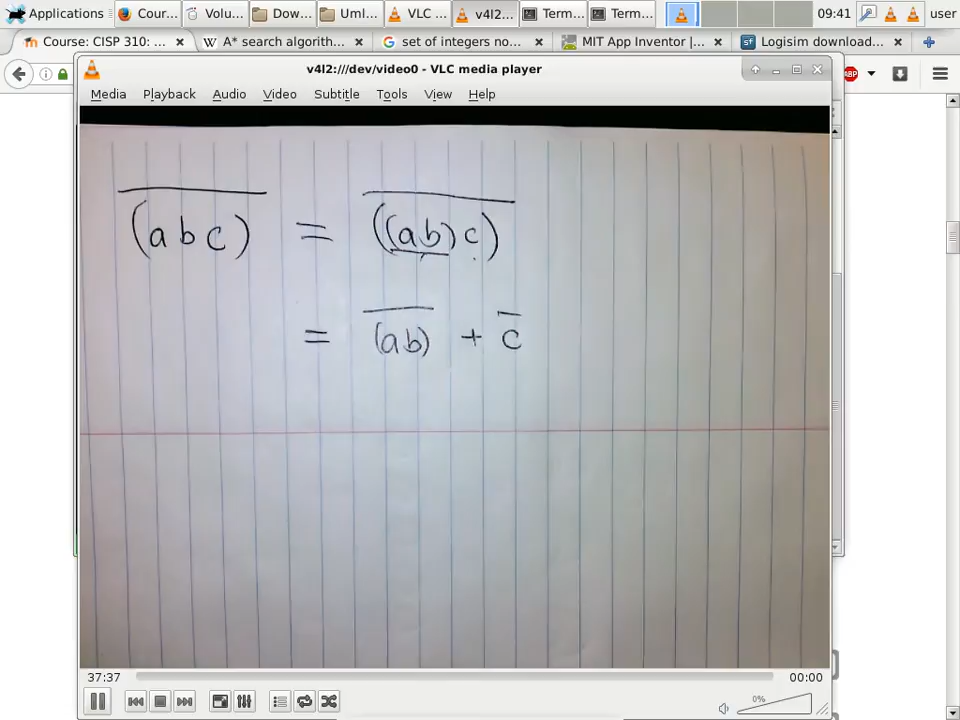 Applications Cour... Volu... Dow... Uml... VLC ... v4l2... Term... Term... 09:41 user
Course: CISP 310: ... × A* search algorithm... × set of integers no... × MIT App Inventor | ... × Logisim download... ×
ABP
v4l2:///dev/video0 - VLC media player
Media Playback Audio Video Subtitle Tools View Help
(abc)̅ = ((ab)c)̅
= (ab)̅ + c̅
37:37 00:00
0%